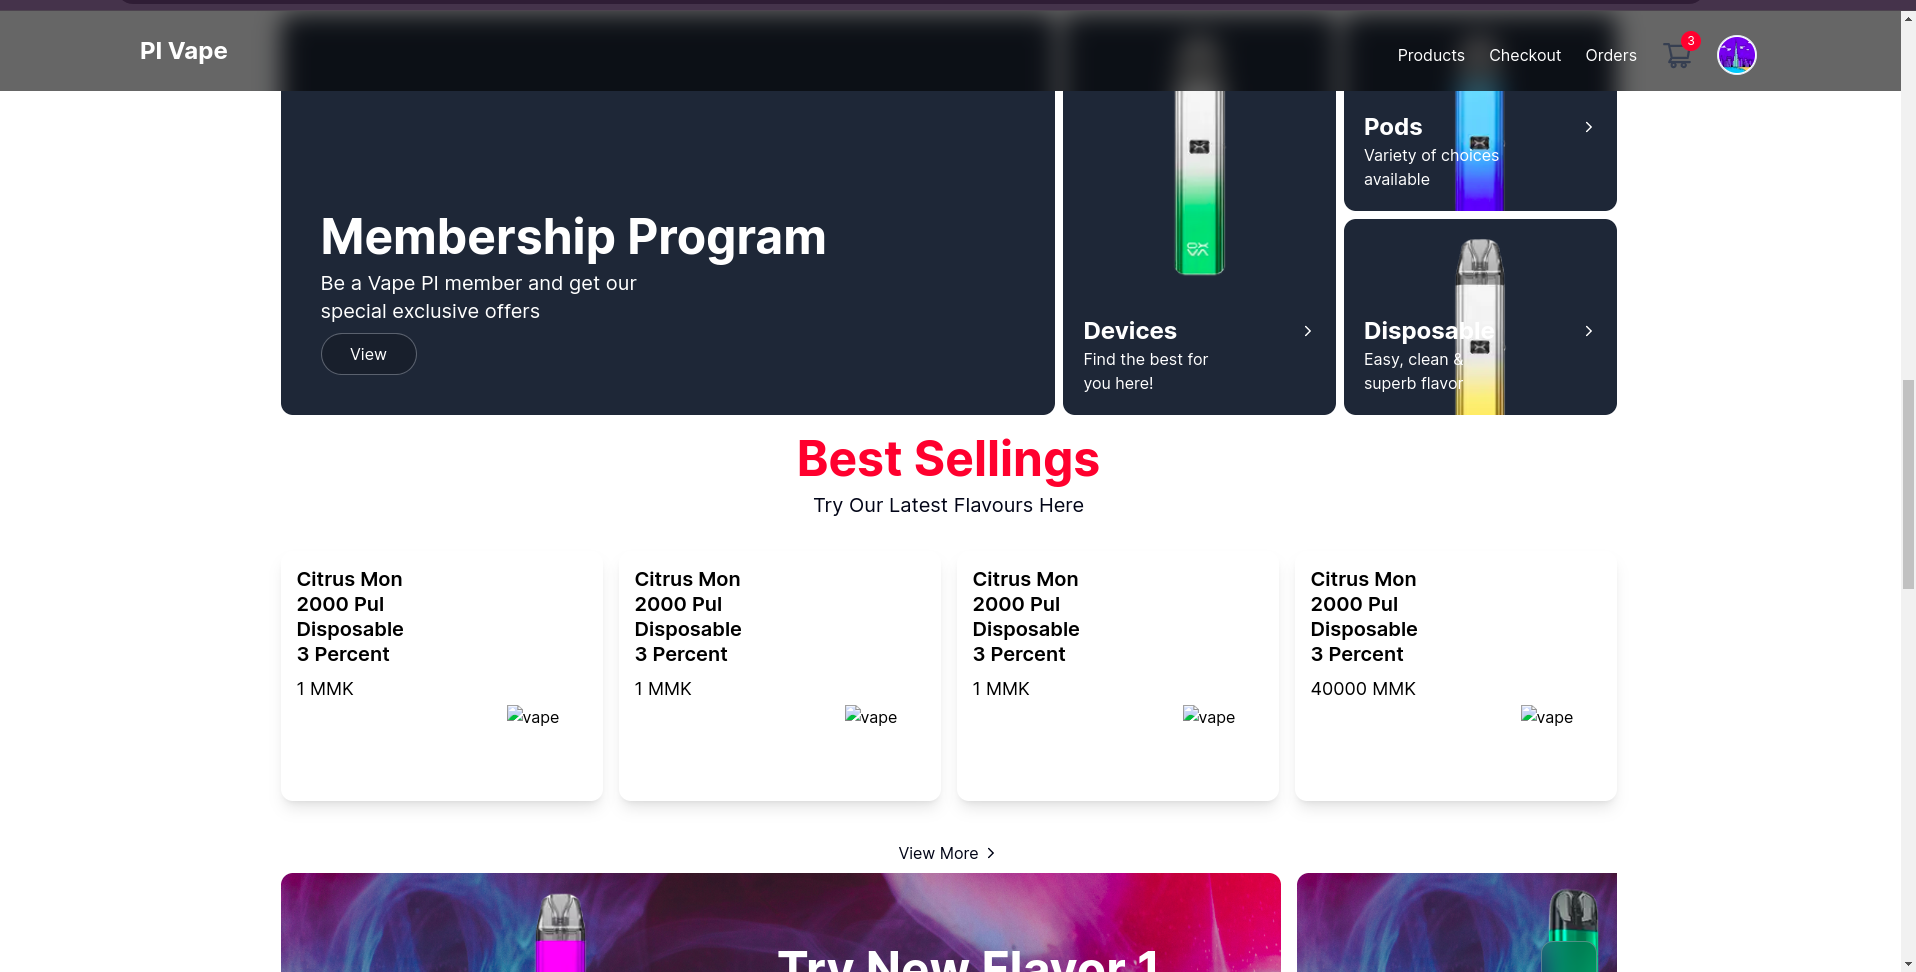 PI Vape
Products
Checkout
Orders
3
Membership Program
Be a Vape PI member and get our
special exclusive offers
View
OX
VA
Devices
Find the best for
you here!
Pods
Variety of choices
available
Disposable
Easy, clean &
superb flavor
Best Sellings
Try Our Latest Flavours Here
Citrus Mon
2000 Pul
Disposable
3 Percent
1 MMK
vape
Citrus Mon
2000 Pul
Disposable
3 Percent
1 MMK
vape
Citrus Mon
2000 Pul
Disposable
3 Percent
1 MMK
vape
Citrus Mon
2000 Pul
Disposable
3 Percent
40000 MMK
vape
View More
Try New Flavor 1